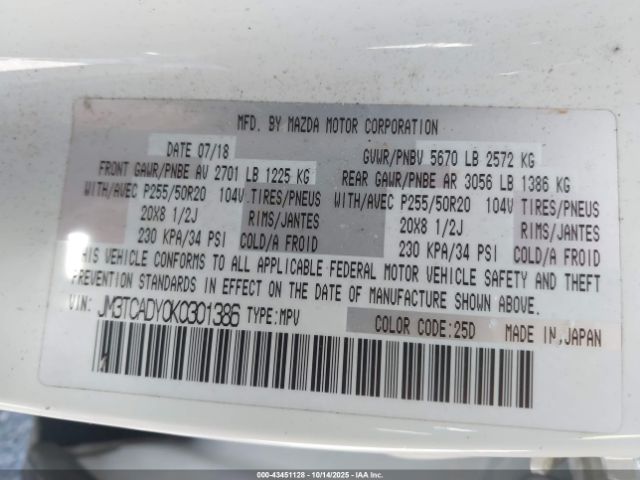 MFD. BY MAZDA MOTOR CORPORATION
DATE 07/18 GVWR/PNBV 5670 LB 2572 KG
FRONT GAWR/PNBE AV 2701 LB 1225 KG REAR GAWR/PNBE AR 3056 LB 1386 KG
WITH/AVEC P255/50R20 104V TIRES/PNEUS WITH/AVEC P255/50R20 104V TIRES/PNEUS
20X8 1/2J RIMS/JANTES 20X8 1/2J RIMS/JANTES
230 KPA/34 PSI COLD/A FROID 230 KPA/34 PSI COLD/A FROID
THIS VEHICLE CONFORMS TO ALL APPLICABLE FEDERAL MOTOR VEHICLE SAFETY AND THEFT
PREVENTION STANDARDS IN EFFECT ON THE DATE OF MANUFACTURE SHOWN ABOVE.
VIN: JM3TCADY0K0301386 TYPE:MPV COLOR CODE:25D MADE IN JAPAN
000-43451128 | 10/14/2025 | IAAI.COM